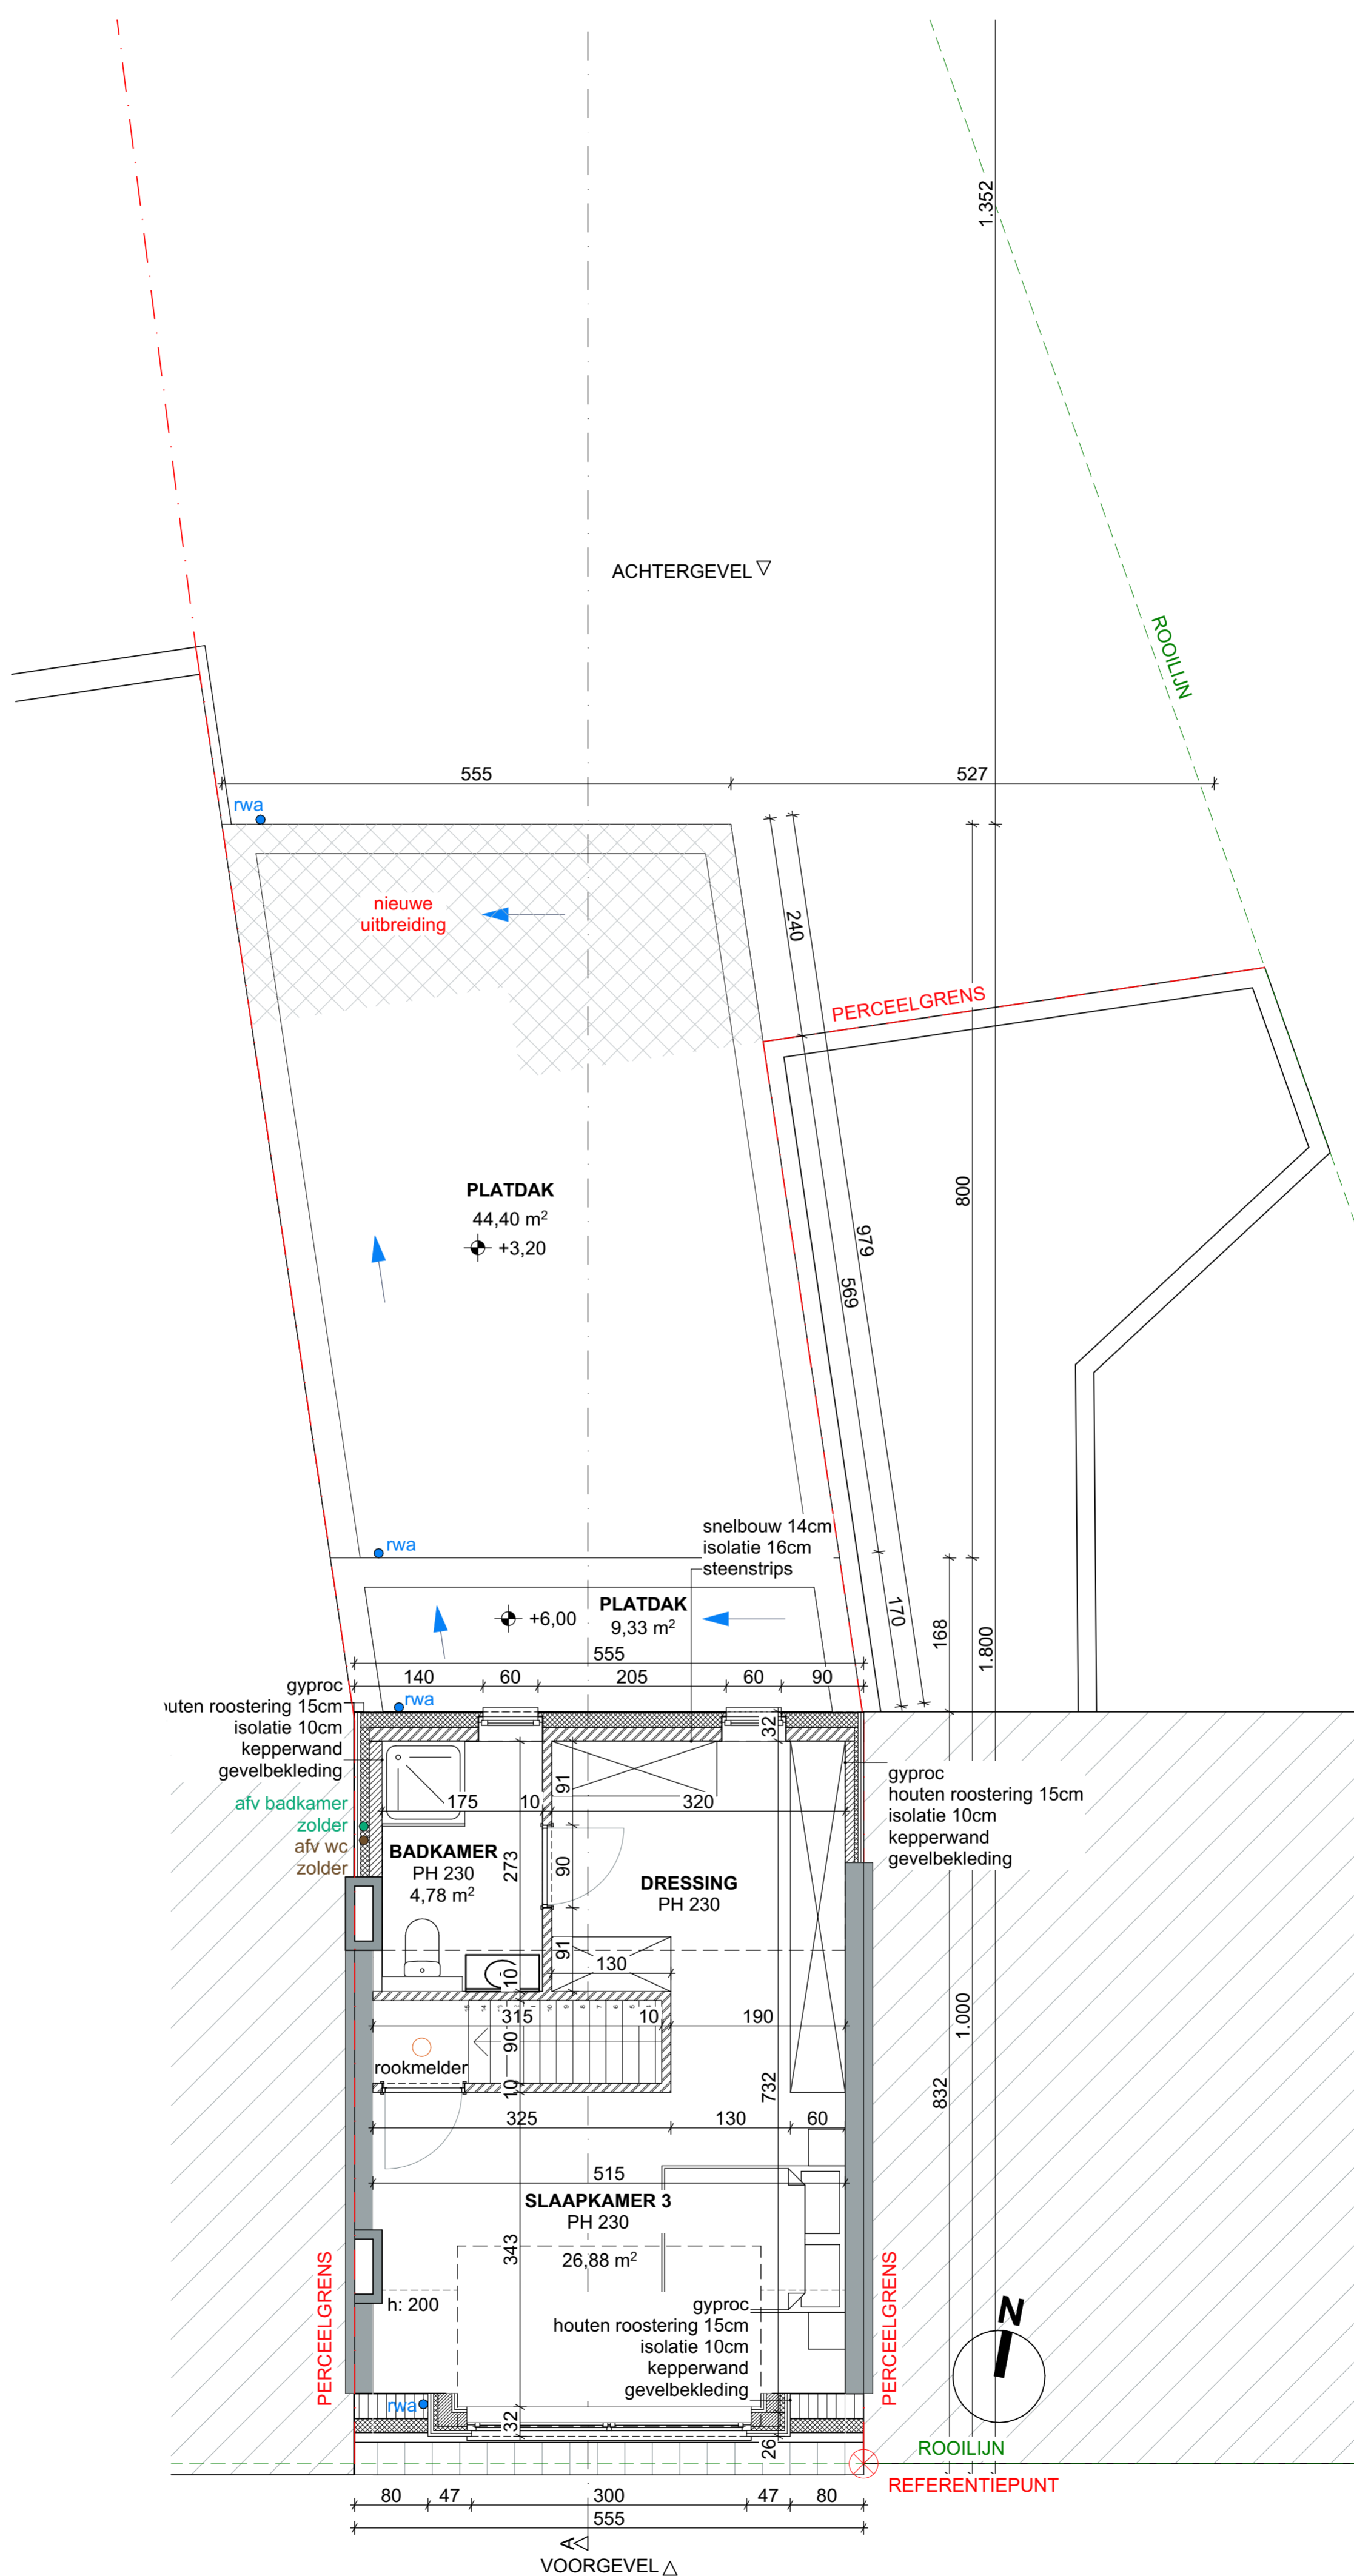 1.352
ACHTERGEVEL
ROOILIJN
555
527
rwa
nieuwe
uitbreiding
240
PERCEELGRENS
PLATDAK
44,40 m²
+3,20
800
979
569
rwa
snelbouw 14cm
isolatie 16cm
steenstrips
+6,00
PLATDAK
9,33 m²
170
168
1.800
555
140
60
205
60
90
rwa
gyproc
outen roostering 15cm
isolatie 10cm
kepperwand
gevelbekleding
32
afv badkamer
zolder
afv wc
zolder
gyproc
houten roostering 15cm
isolatie 10cm
kepperwand
gevelbekleding
91
175
10
320
BADKAMER
PH 230
4,78 m²
273
90
DRESSING
PH 230
91
130
10
315
10
190
90
rookmelder
10
732
832
1.000
325
130
60
515
SLAAPKAMER 3
PH 230
26,88 m²
343
h: 200
PERCEELGRENS
PERCEELGRENS
gyproc
houten roostering 15cm
isolatie 10cm
kepperwand
gevelbekleding
N
rwa
32
26
ROOILIJN
REFERENTIEPUNT
80
47
300
47
80
555
A
VOORGEVEL